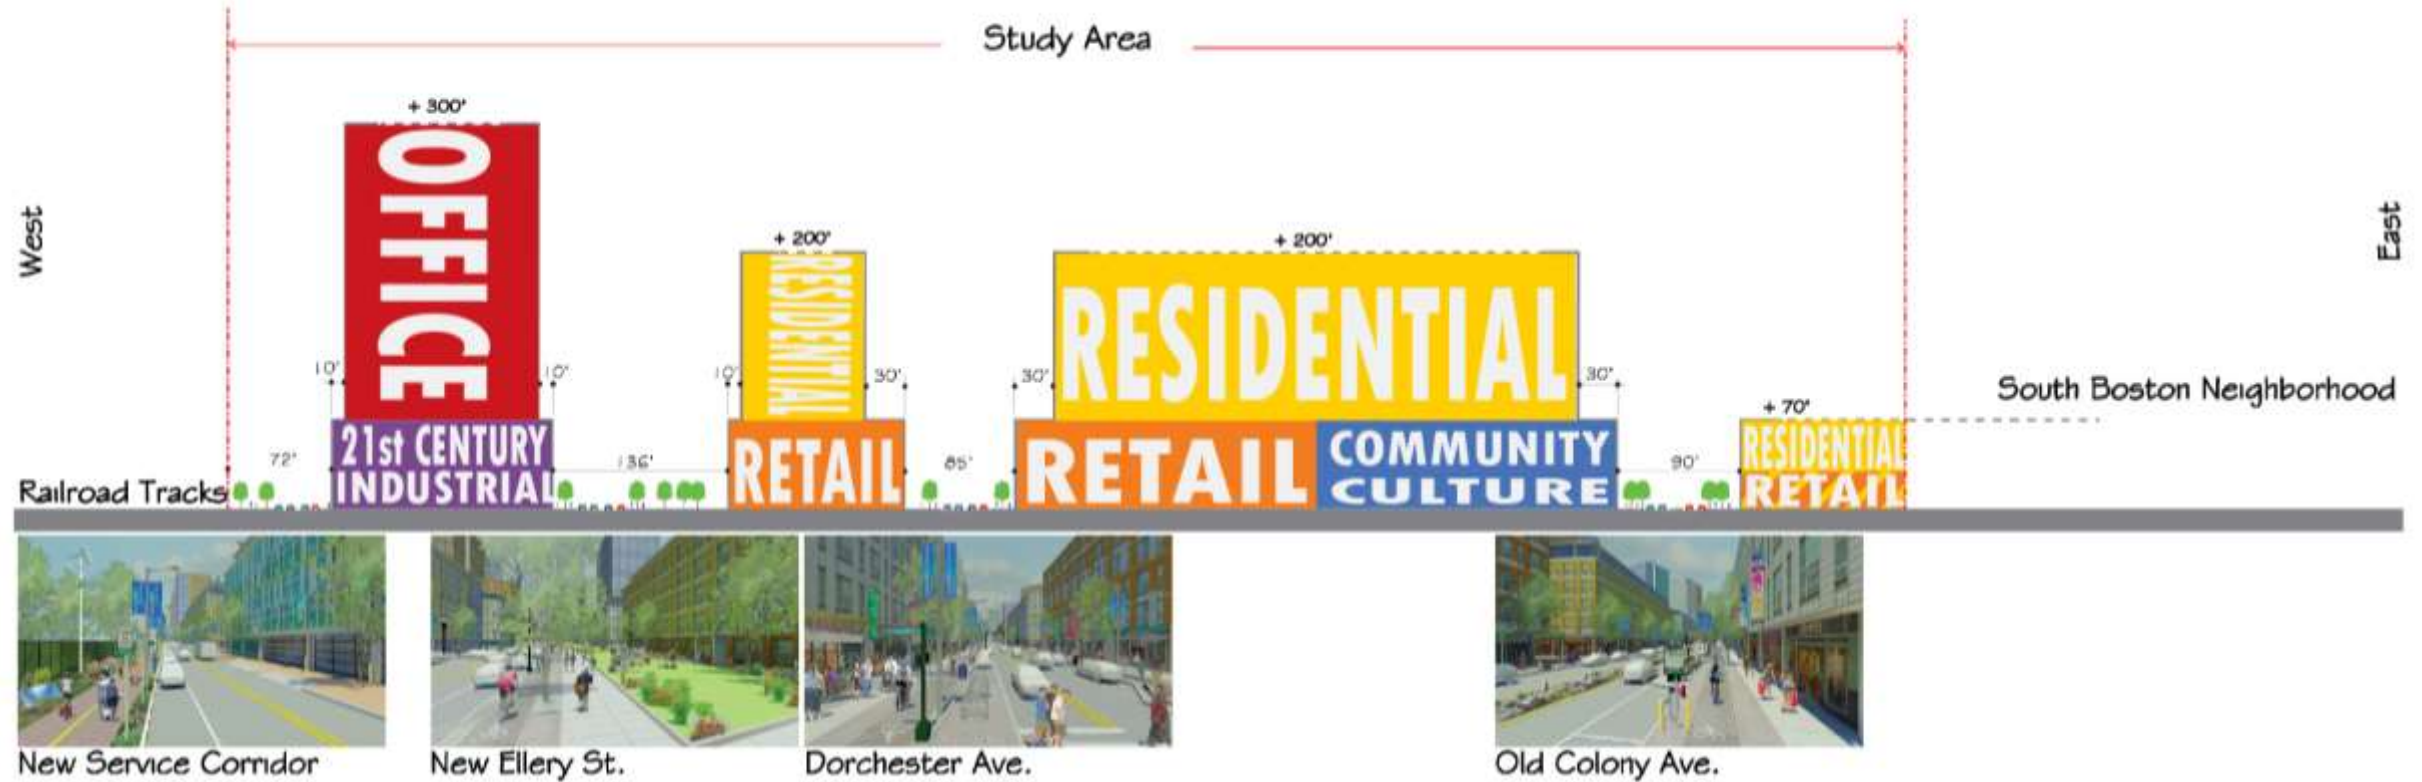 Study Area
+ 300'
OFFICE
+ 200'
RESIDENTIAL
+ 200'
RESIDENTIAL
West
East
10'
10'
10'
30'
30'
30'
South Boston Neighborhood
+ 70'
72'
21st CENTURY
INDUSTRIAL
136'
RETAIL
85'
RETAIL
COMMUNITY
CULTURE
90'
RESIDENTIAL
RETAIL
Railroad Tracks
New Service Corridor
New Ellery St.
Dorchester Ave.
Old Colony Ave.